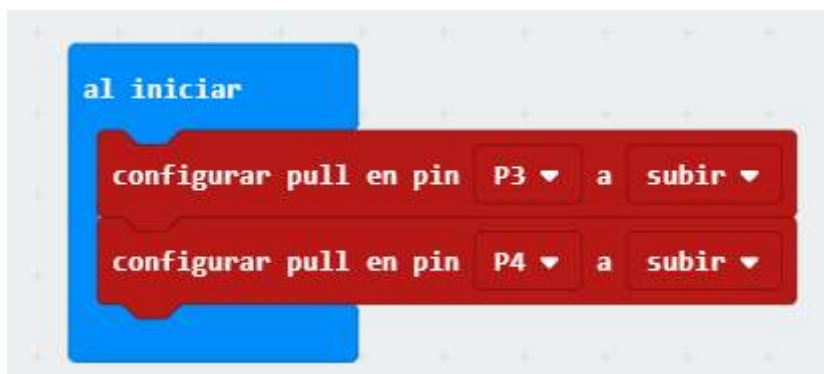 al iniciar
configurar pull en pin P3 a subir
configurar pull en pin P4 a subir